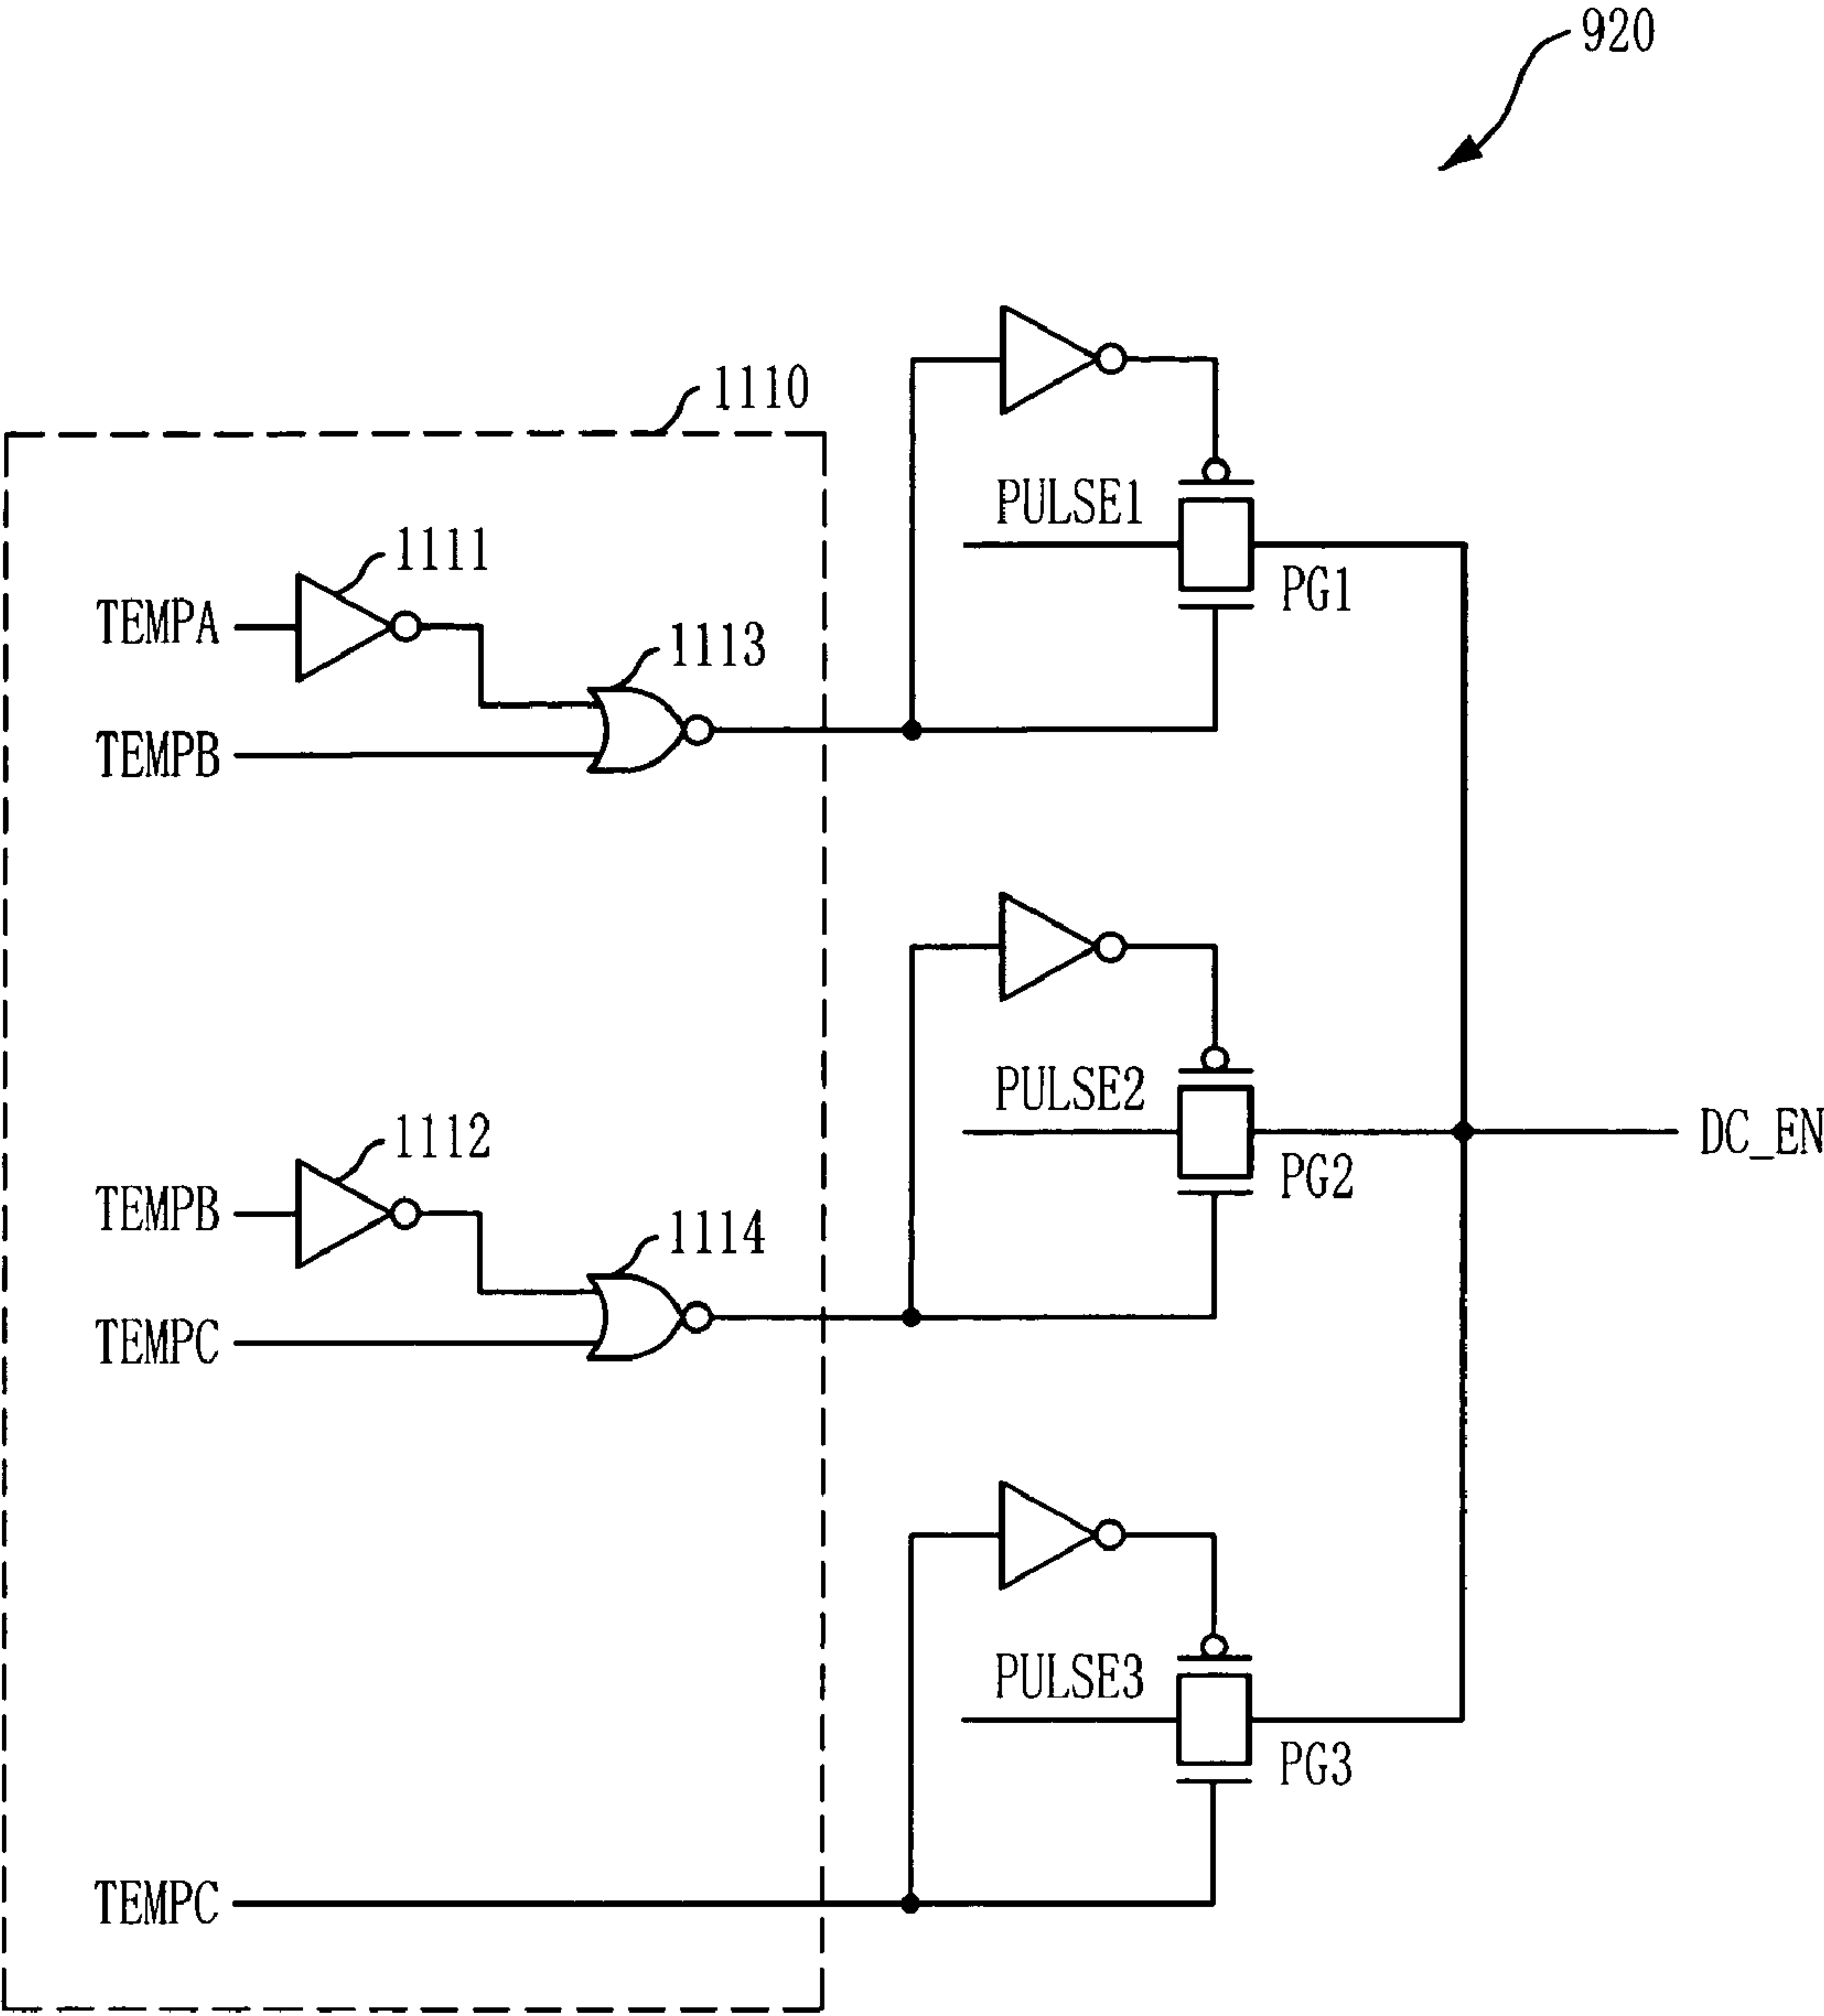 920
1110
PULSE1
1111
TEMPA
PG1
1113
TEMPB
PULSE2
1112
DC_EN
TEMPB
PG2
1114
TEMPC
PULSE3
PG3
TEMPC